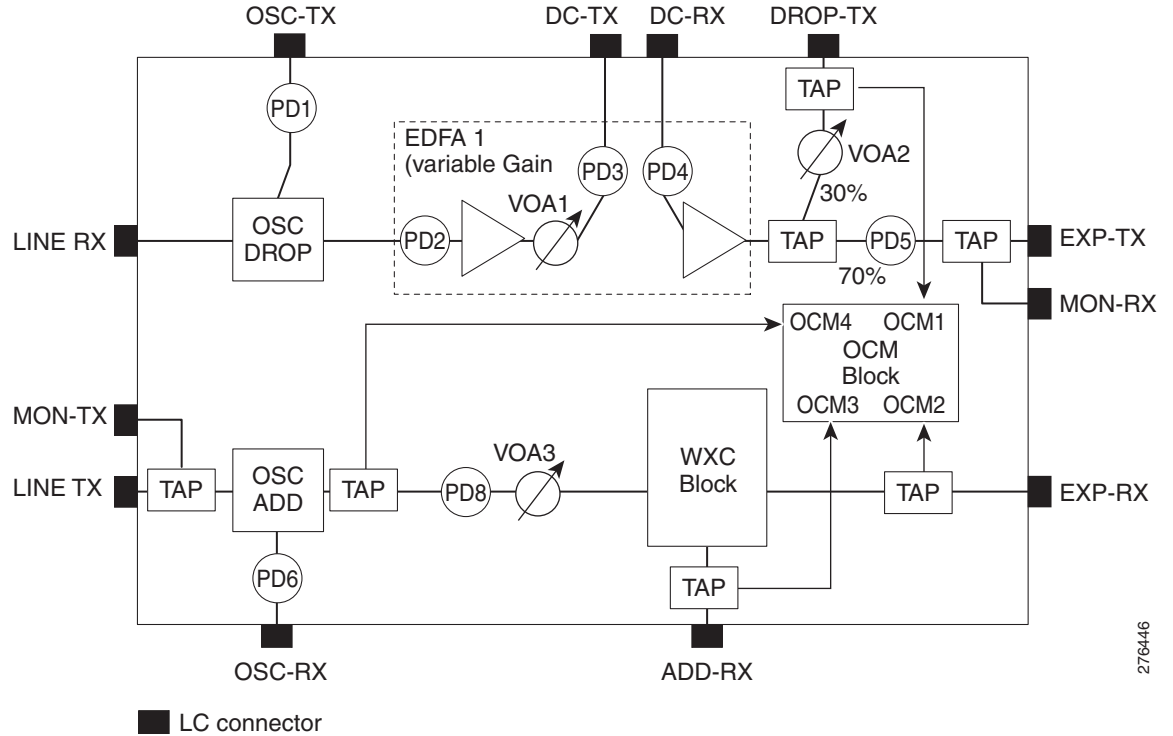 OSC-TX
DC-TX
DC-RX
DROP-TX
PD1
TAP
EDFA 1
(variable Gain
VOA1
PD3
PD4
VOA2
30%
LINE RX
OSC
DROP
PD2
TAP
PD5
TAP
EXP-TX
70%
MON-RX
OCM4
OCM1
OCM
Block
OCM3
OCM2
MON-TX
LINE TX
TAP
OSC
ADD
TAP
PD8
VOA3
WXC
Block
TAP
EXP-RX
PD6
TAP
OSC-RX
ADD-RX
276446
LC connector